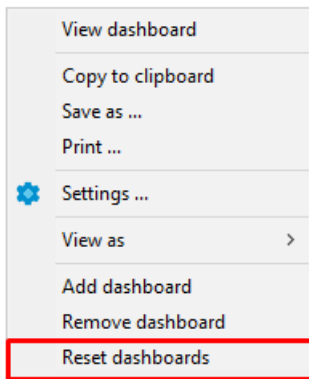 View dashboard
Copy to clipboard
Save as ...
Print ...
Settings ...
View as
Add dashboard
Remove dashboard
Reset dashboards